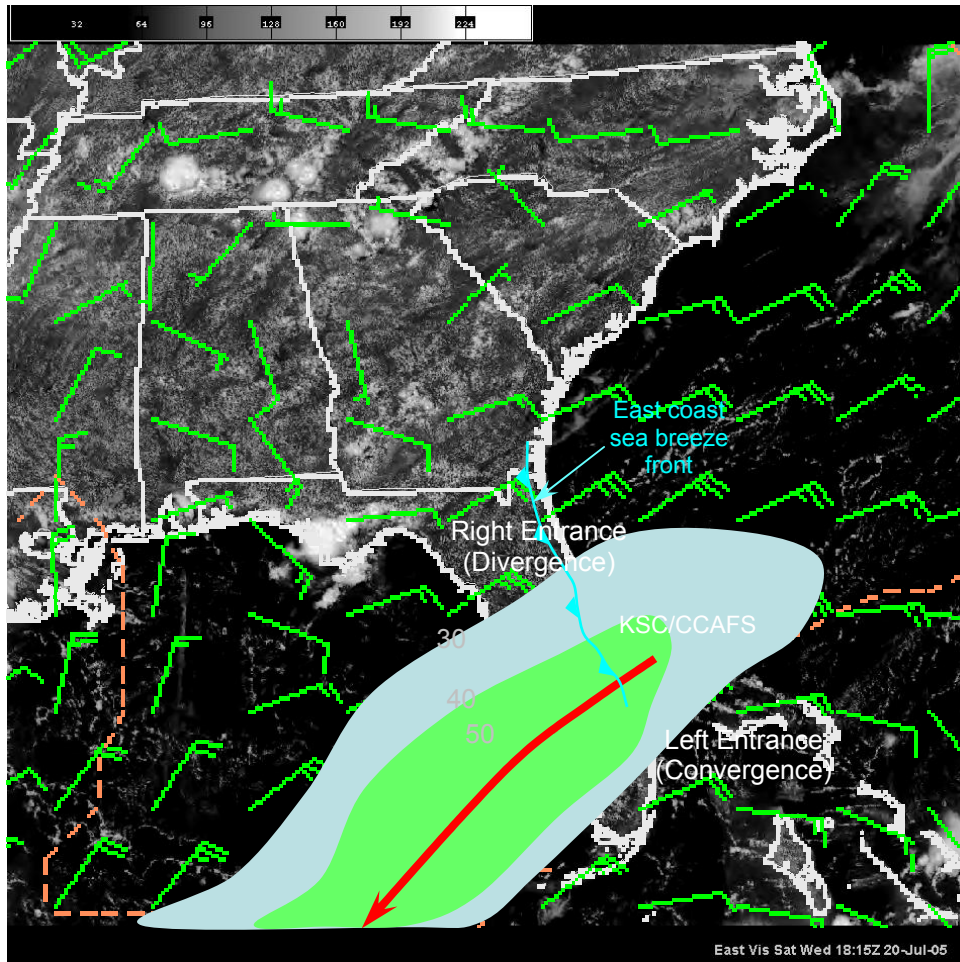 32 64 96 128 160 192 224
East coast
sea breeze
front
Right Entrance
(Divergence)
KSC/CCAFS
30
40
50
Left Entrance
(Convergence)
East Vis Sat Wed 18:15Z 20-Jul-05